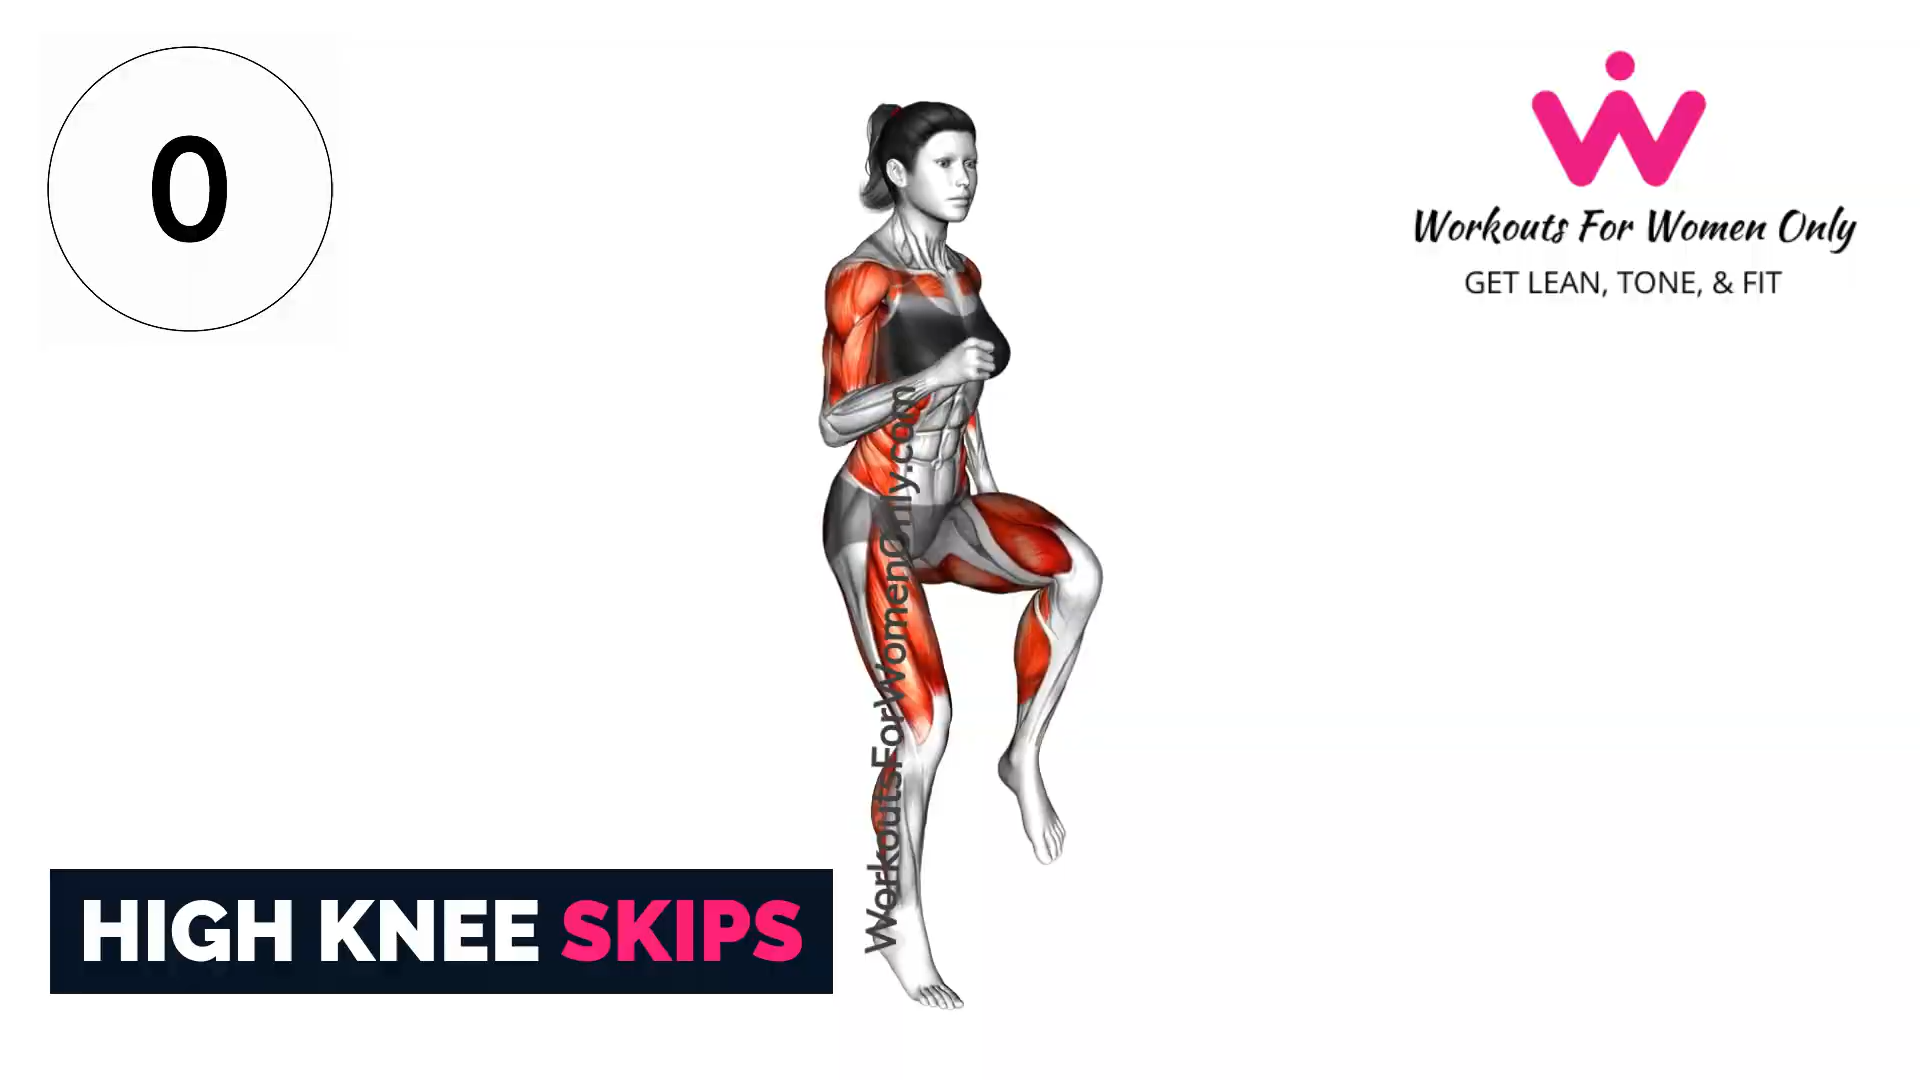 0
Workouts For Women Only
GET LEAN, TONE, & FIT
WorkoutsForWomenOnly.com
HIGH KNEE SKIPS